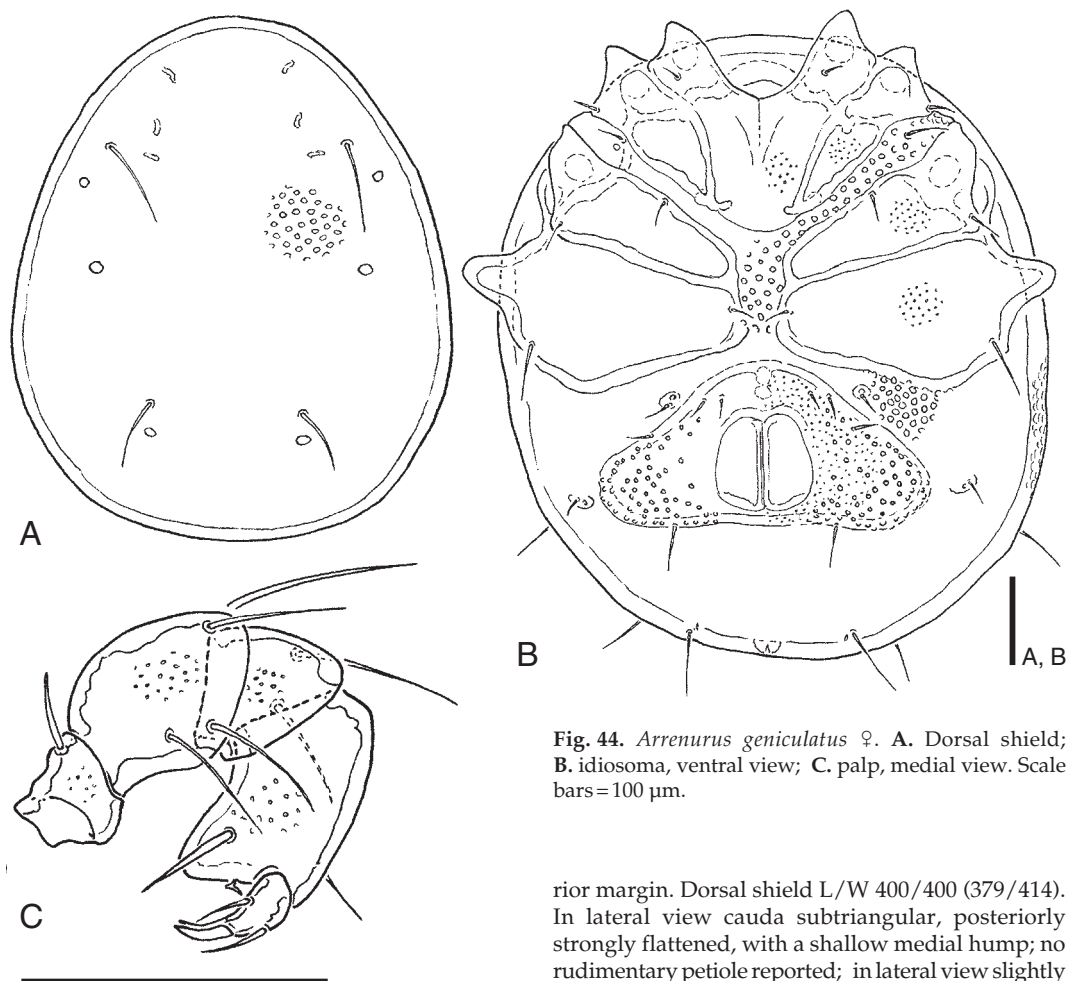 A
B
A, B
C
Fig. 44. Arrenurus geniculatus ♀. A. Dorsal shield;
B. idiosoma, ventral view; C. palp, medial view. Scale
bars = 100 µm.
rior margin. Dorsal shield L/W 400/400 (379/414).
In lateral view cauda subtriangular, posteriorly
strongly flattened, with a shallow medial hump; no
rudimentary petiole reported; in lateral view slightly